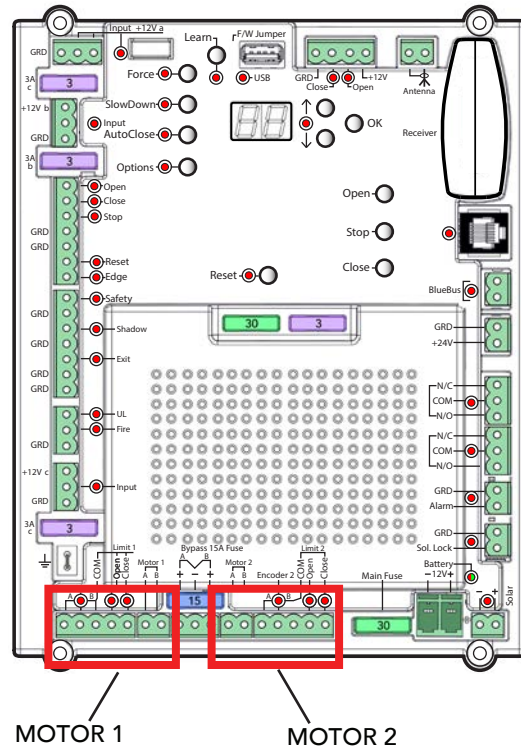 Input +12V a
Learn
F/W Jumper
GRD
Force
USB
GRD
+12V
Close
Open
Antenna
3A
c
3
SlowDown
+12V b
Input
AutoClose
OK
Receiver
GRD
3A
b
3
Options
Open
Close
Stop
Open
GRD
GRD
Stop
Reset
Edge
Reset
Close
Safety
BlueBus
GRD
Shadow
30
3
GRD
+24V
GRD
Exit
GRD
N/C
COM
N/O
UL
Fire
GRD
N/C
COM
N/O
+12V c
Input
GRD
GRD
Alarm
3A
c
3
GRD
Sol. Lock
Limit 1
COM
Open
Close
Motor 1
A B
Bypass 15A Fuse
A B
+ − +
Motor 2
A B
Encoder 2
Limit 2
COM
Open
Close
Main Fuse
Battery
−12V+
Solar
− +
A B
15
A B
30
MOTOR 1
MOTOR 2